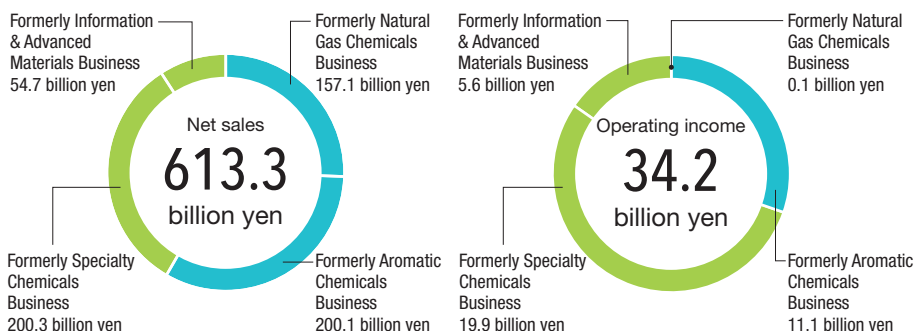 Formerly Information
& Advanced
Materials Business
54.7 billion yen
Formerly Natural
Gas Chemicals
Business
157.1 billion yen
Net sales
613.3
billion yen
Formerly Specialty
Chemicals
Business
200.3 billion yen
Formerly Aromatic
Chemicals
Business
200.1 billion yen
Formerly Information
& Advanced
Materials Business
5.6 billion yen
Formerly Natural
Gas Chemicals
Business
0.1 billion yen
Operating income
34.2
billion yen
Formerly Specialty
Chemicals
Business
19.9 billion yen
Formerly Aromatic
Chemicals
Business
11.1 billion yen